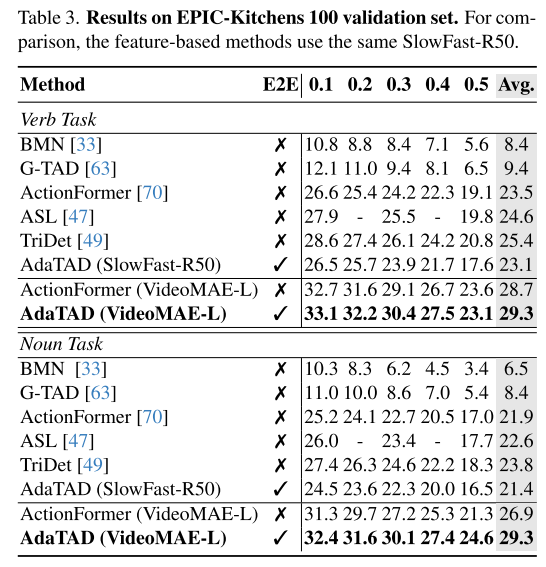 Table 3. Results on EPIC-Kitchens 100 validation set. For com-
parison, the feature-based methods use the same SlowFast-R50.
Method E2E 0.1 0.2 0.3 0.4 0.5 Avg.
Verb Task
BMN [33] ✗ 10.8 8.8 8.4 7.1 5.6 8.4
G-TAD [63] ✗ 12.1 11.0 9.4 8.1 6.5 9.4
ActionFormer [70] ✗ 26.6 25.4 24.2 22.3 19.1 23.5
ASL [47] ✗ 27.9 - 25.5 - 19.8 24.6
TriDet [49] ✗ 28.6 27.4 26.1 24.2 20.8 25.4
AdaTAD (SlowFast-R50) ✓ 26.5 25.7 23.9 21.7 17.6 23.1
ActionFormer (VideoMAE-L) ✗ 32.7 31.6 29.1 26.7 23.6 28.7
AdaTAD (VideoMAE-L) ✓ 33.1 32.2 30.4 27.5 23.1 29.3
Noun Task
BMN [33] ✗ 10.3 8.3 6.2 4.5 3.4 6.5
G-TAD [63] ✗ 11.0 10.0 8.6 7.0 5.4 8.4
ActionFormer [70] ✗ 25.2 24.1 22.7 20.5 17.0 21.9
ASL [47] ✗ 26.0 - 23.4 - 17.7 22.6
TriDet [49] ✗ 27.4 26.3 24.6 22.2 18.3 23.8
AdaTAD (SlowFast-R50) ✓ 24.5 23.6 22.3 20.0 16.5 21.4
ActionFormer (VideoMAE-L) ✗ 31.3 29.7 27.2 25.3 21.3 26.9
AdaTAD (VideoMAE-L) ✓ 32.4 31.6 30.1 27.4 24.6 29.3